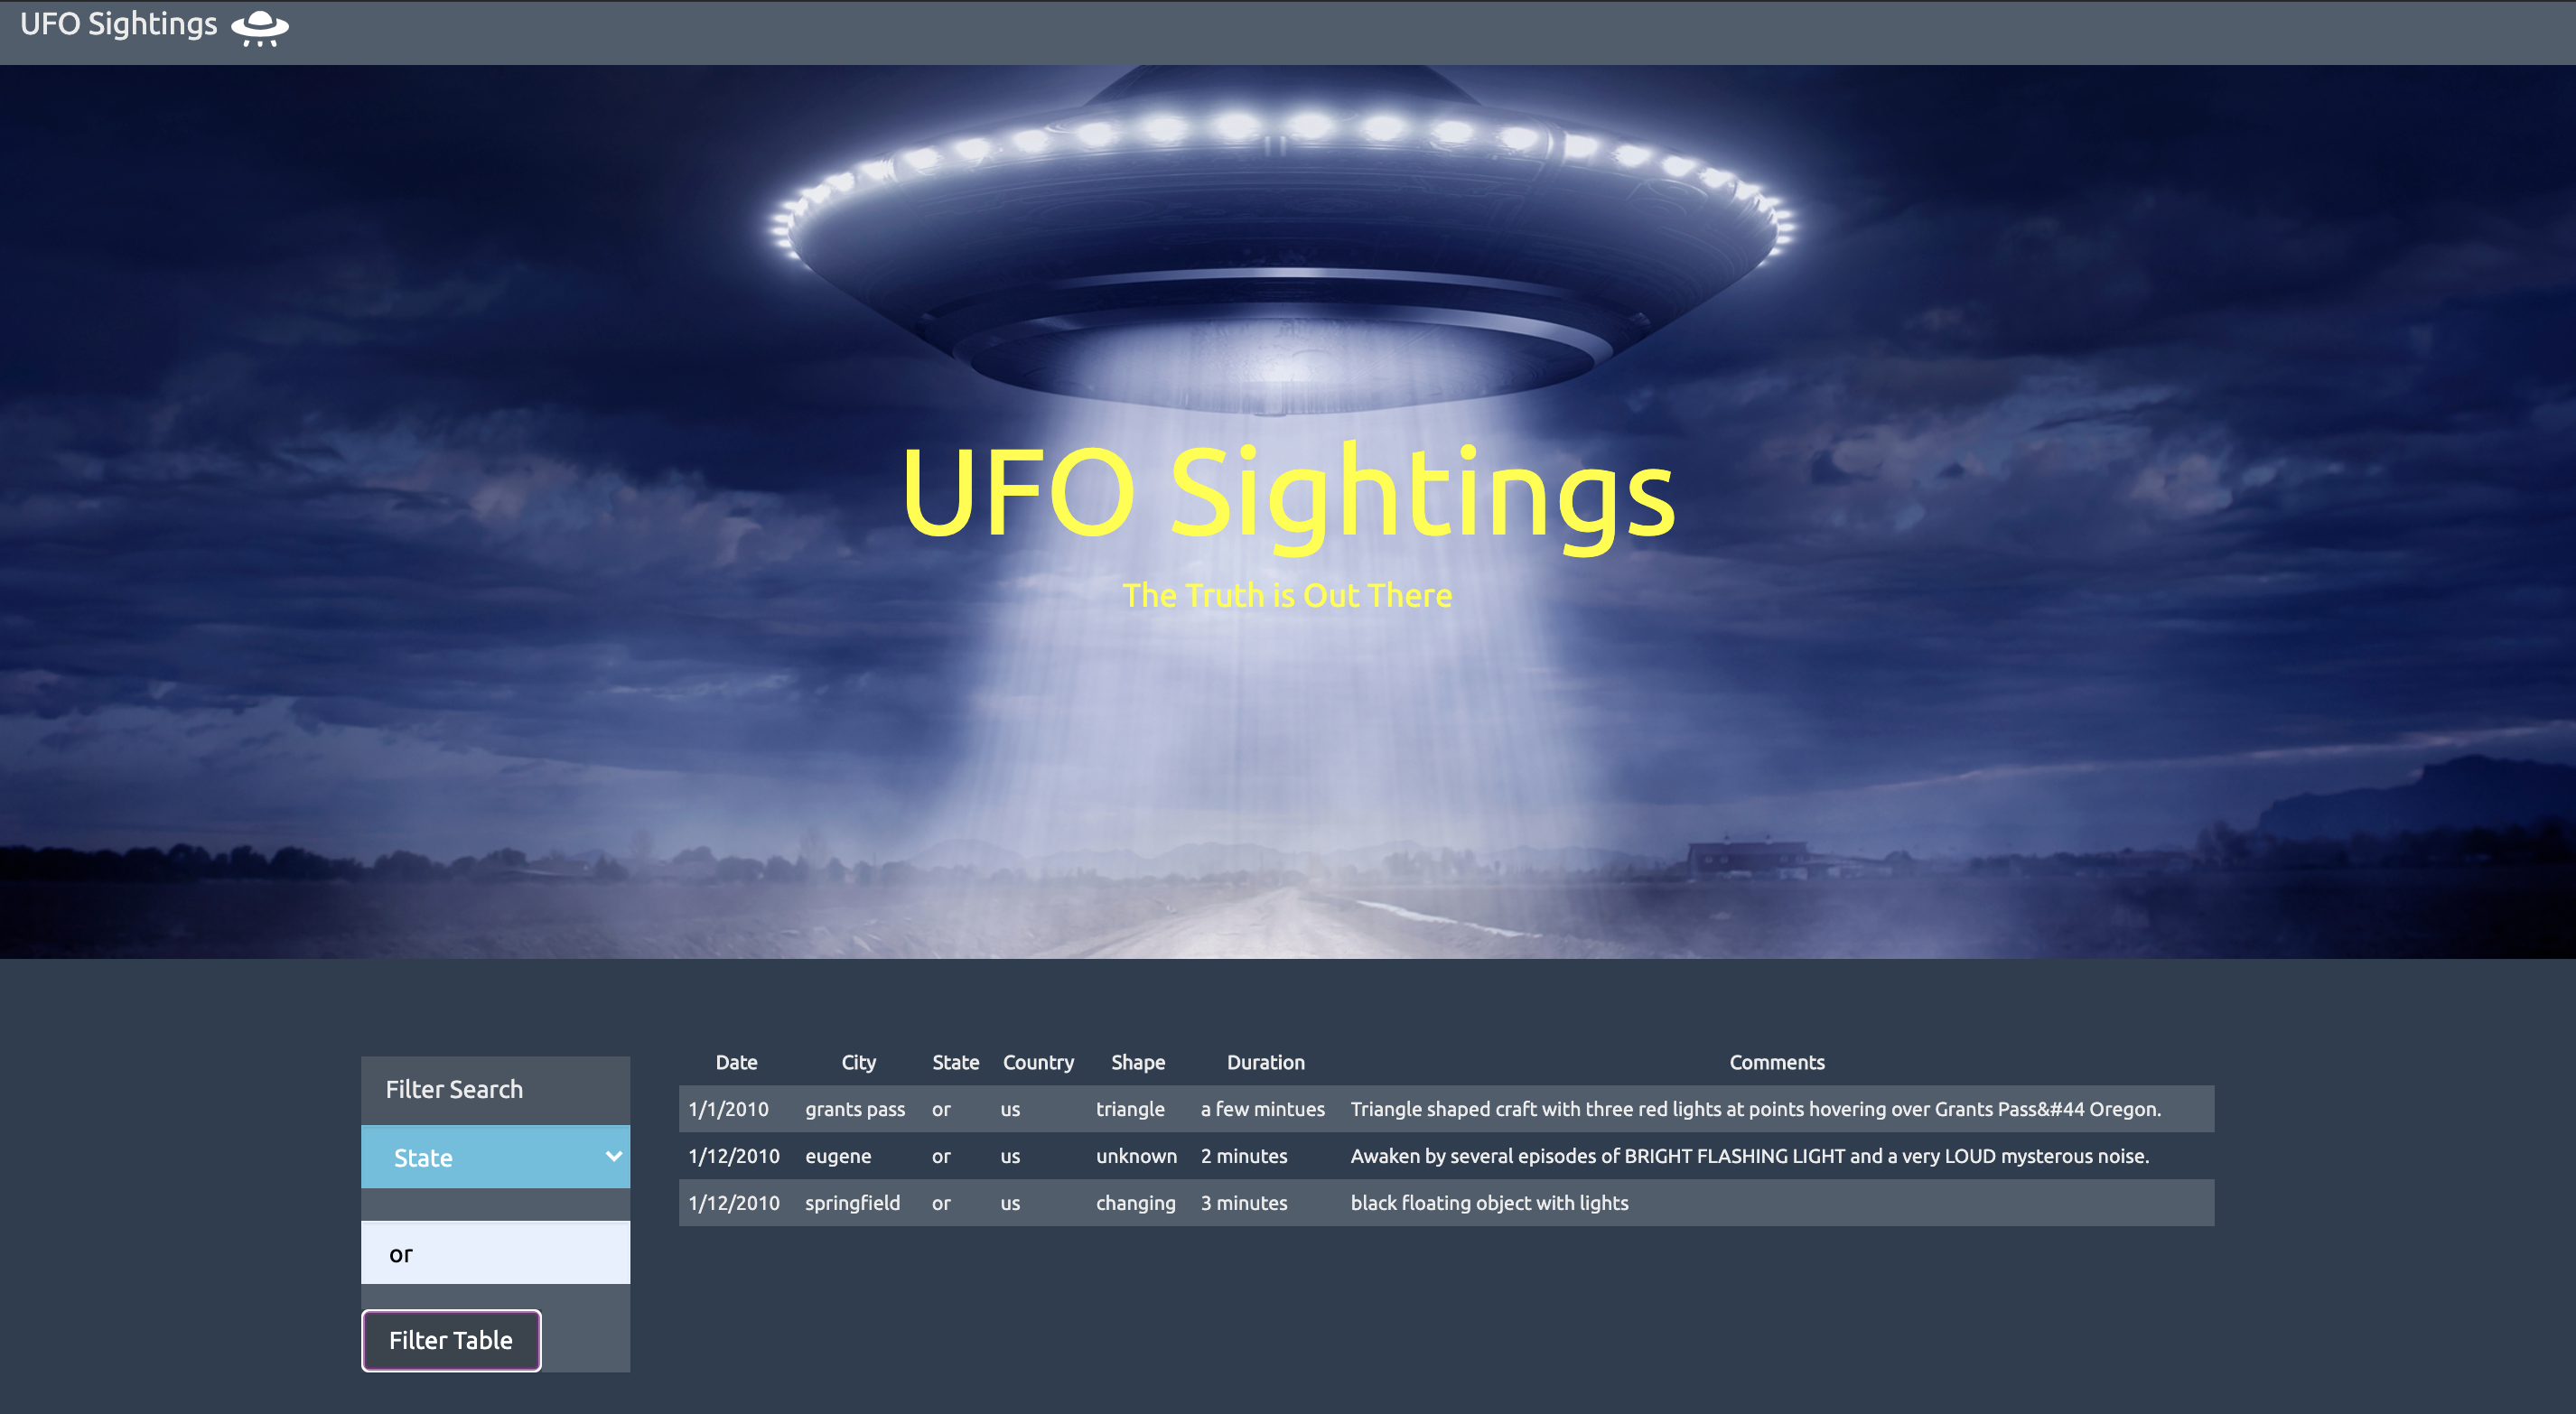 UFO Sightings
UFO Sightings
The Truth is Out There
Filter Search
State
or
Filter Table
Date City State Country Shape Duration Comments
1/1/2010 grants pass or us triangle a few mintues Triangle shaped craft with three red lights at points hovering over Grants Pass&#44 Oregon.
1/12/2010 eugene or us unknown 2 minutes Awaken by several episodes of BRIGHT FLASHING LIGHT and a very LOUD mysterous noise.
1/12/2010 springfield or us changing 3 minutes black floating object with lights